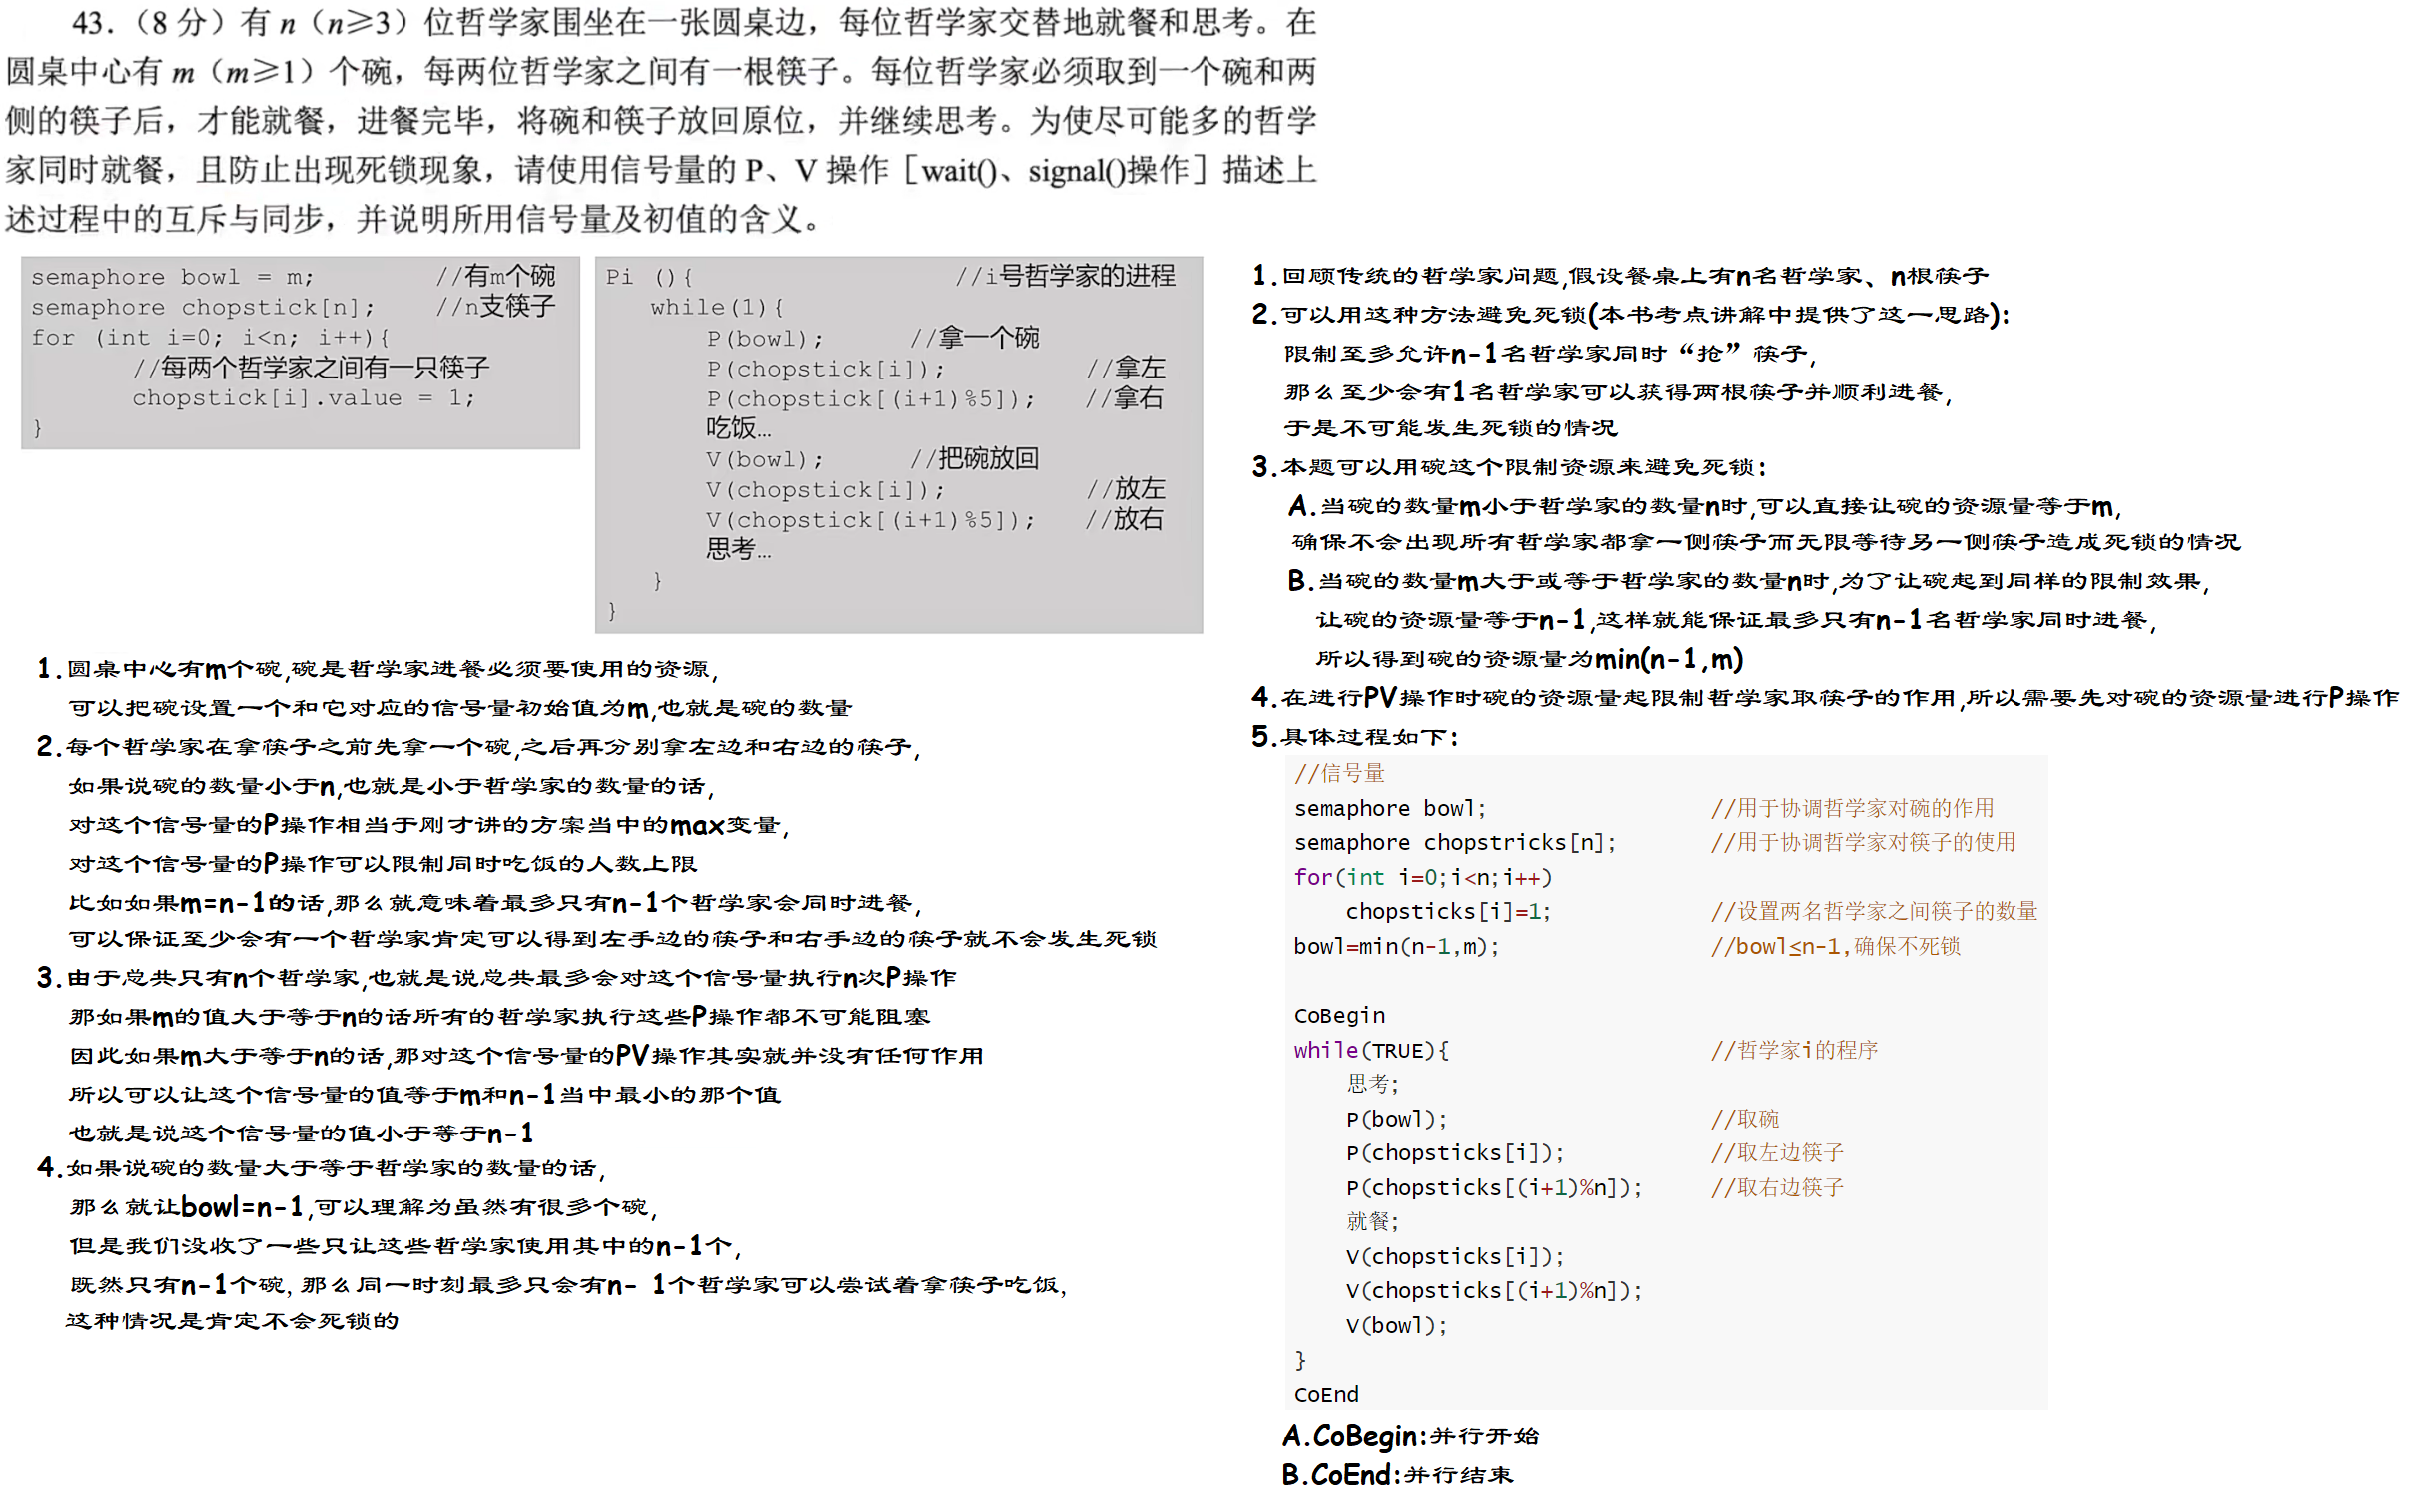 43.（8 分）有 n（n≥3）位哲学家围坐在一张圆桌边，每位哲学家交替地就餐和思考。在
圆桌中心有 m（m≥1）个碗，每两位哲学家之间有一根筷子。每位哲学家必须取到一个碗和两
侧的筷子后，才能就餐，进餐完毕，将碗和筷子放回原位，并继续思考。为使尽可能多的哲学
家同时就餐，且防止出现死锁现象，请使用信号量的 P、V 操作［wait()、signal()操作］描述上
述过程中的互斥与同步，并说明所用信号量及初值的含义。
semaphore bowl = m; //有m个碗
semaphore chopstick[n]; //n支筷子
for (int i=0; i<n; i++){
//每两个哲学家之间有一只筷子
chopstick[i].value = 1;
}
Pi (){ //i号哲学家的进程
while(1){
P(bowl); //拿一个碗
P(chopstick[i]); //拿左
P(chopstick[(i+1)%5]); //拿右
吃饭…
V(bowl); //把碗放回
V(chopstick[i]); //放左
V(chopstick[(i+1)%5]); //放右
思考…
}
}
1.圆桌中心有m个碗,碗是哲学家进餐必须要使用的资源,
可以把碗设置一个和它对应的信号量初始值为m,也就是碗的数量
2.每个哲学家在拿筷子之前先拿一个碗,之后再分别拿左边和右边的筷子,
如果说碗的数量小于n,也就是小于哲学家的数量的话,
对这个信号量的P操作相当于刚才讲的方案当中的max变量,
对这个信号量的P操作可以限制同时吃饭的人数上限
比如如果m=n-1的话,那么就意味着最多只有n-1个哲学家会同时进餐,
可以保证至少会有一个哲学家肯定可以得到左手边的筷子和右手边的筷子就不会发生死锁
3.由于总共只有n个哲学家,也就是说总共最多会对这个信号量执行n次P操作
那如果m的值大于等于n的话所有的哲学家执行这些P操作都不可能阻塞
因此如果m大于等于n的话,那对这个信号量的PV操作其实就并没有任何作用
所以可以让这个信号量的值等于m和n-1当中最小的那个值
也就是说这个信号量的值小于等于n-1
4.如果说碗的数量大于等于哲学家的数量的话,
那么就让bowl=n-1,可以理解为虽然有很多个碗,
但是我们没收了一些只让这些哲学家使用其中的n-1个,
既然只有n-1个碗, 那么同一时刻最多只会有n- 1个哲学家可以尝试着拿筷子吃饭,
这种情况是肯定不会死锁的
1.回顾传统的哲学家问题,假设餐桌上有n名哲学家、n根筷子
2.可以用这种方法避免死锁(本书考点讲解中提供了这一思路):
限制至多允许n-1名哲学家同时“抢”筷子,
那么至少会有1名哲学家可以获得两根筷子并顺利进餐,
于是不可能发生死锁的情况
3.本题可以用碗这个限制资源来避免死锁:
A.当碗的数量m小于哲学家的数量n时,可以直接让碗的资源量等于m,
确保不会出现所有哲学家都拿一侧筷子而无限等待另一侧筷子造成死锁的情况
B.当碗的数量m大于或等于哲学家的数量n时,为了让碗起到同样的限制效果,
让碗的资源量等于n-1,这样就能保证最多只有n-1名哲学家同时进餐,
所以得到碗的资源量为min(n-1,m)
4.在进行PV操作时碗的资源量起限制哲学家取筷子的作用,所以需要先对碗的资源量进行P操作
5.具体过程如下:
//信号量
semaphore bowl; //用于协调哲学家对碗的作用
semaphore chopstricks[n]; //用于协调哲学家对筷子的使用
for(int i=0;i<n;i++)
chopsticks[i]=1; //设置两名哲学家之间筷子的数量
bowl=min(n-1,m); //bowl≤n-1,确保不死锁
CoBegin
while(TRUE){ //哲学家i的程序
思考;
P(bowl); //取碗
P(chopsticks[i]); //取左边筷子
P(chopsticks[(i+1)%n]); //取右边筷子
就餐;
V(chopsticks[i]);
V(chopsticks[(i+1)%n]);
V(bowl);
}
CoEnd
A.CoBegin:并行开始
B.CoEnd:并行结束